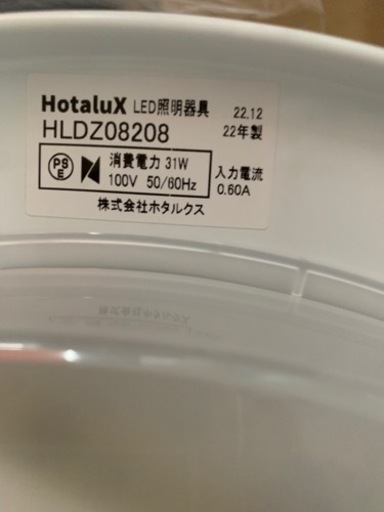 HotaluX LED照明器具 22.12
HLDZ08208 22年製
PS E 消費電力 31W 入力電流
100V 50/60Hz 0.60A
株式会社ホタルクス